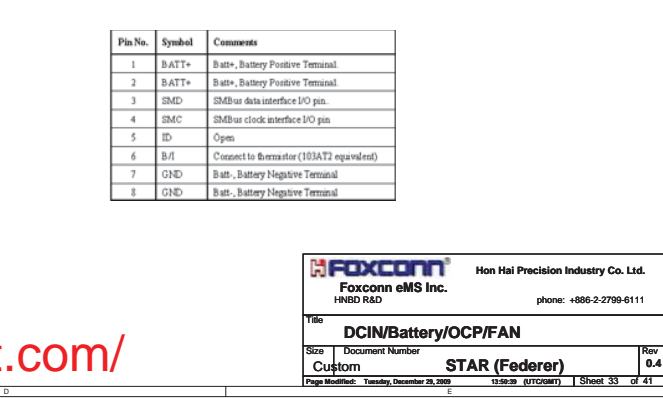 Pin No. Symbol Comments
1 BATT+ Batt+, Battery Positive Terminal.
2 BATT+ Batt+, Battery Positive Terminal.
3 SMD SMBus data interface I/O pin.
4 SMC SMBus clock interface I/O pin
5 ID Open
6 B/I Connect to thermistor (103AT2 equivalent)
7 GND Batt-, Battery Negative Terminal
8 GND Batt-, Battery Negative Terminal
FOXCONN Hon Hai Precision Industry Co. Ltd.
Foxconn eMS Inc.
HNBD R&D phone: +886-2-2799-6111
Title
DCIN/Battery/OCP/FAN
Size Document Number Rev
Custom STAR (Federer) 0.4
Page Modified: Tuesday, December 29, 2009 13:50:39 (UTC/GMT) Sheet 33 of 41
.com/
D E